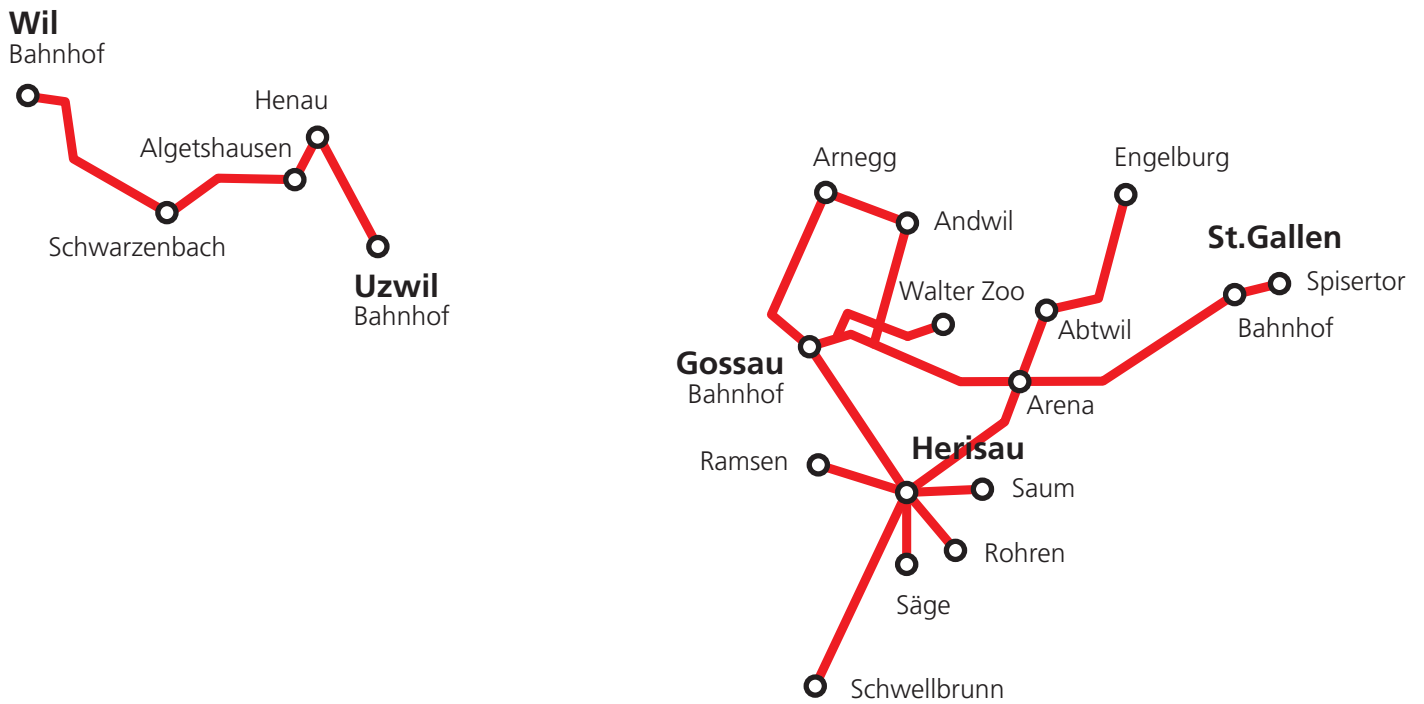 Wil
Bahnhof
Henau
Algetshausen
Schwarzenbach
Uzwil
Bahnhof
Arnegg
Engelburg
Andwil
St.Gallen
Walter Zoo
Spisertor
Abtwil
Bahnhof
Gossau
Bahnhof
Arena
Herisau
Ramsen
Saum
Rohren
Säge
Schwellbrunn